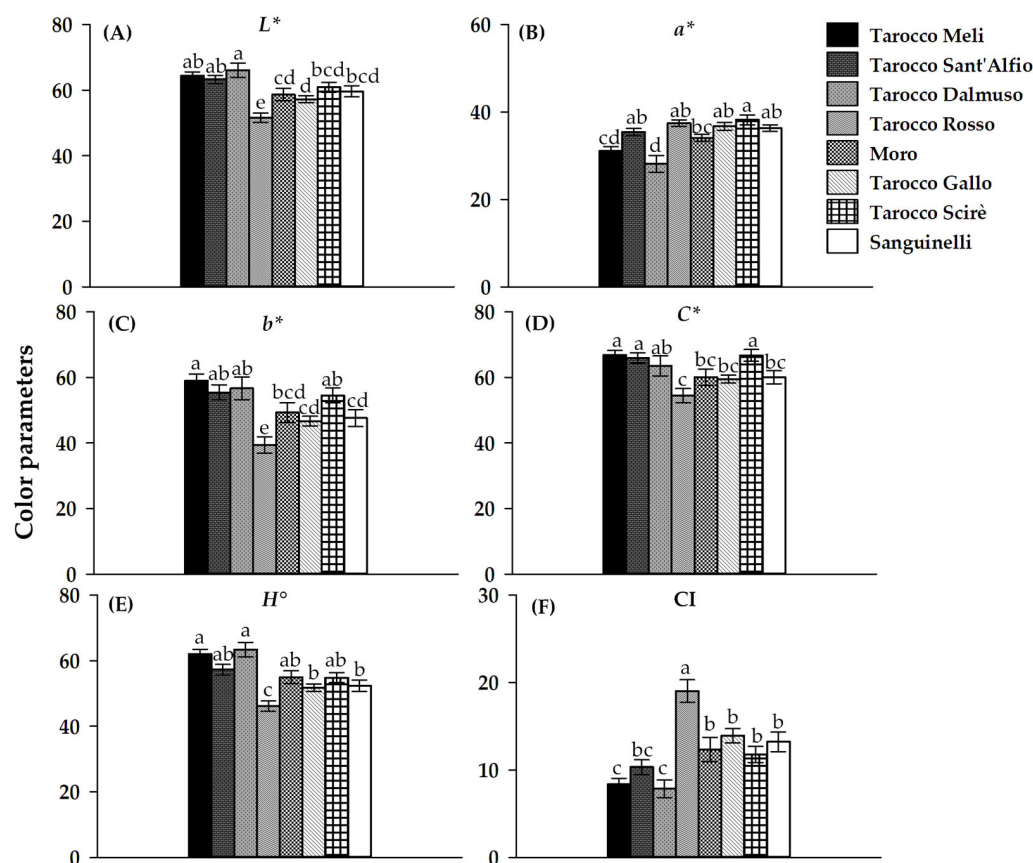 (A) L*
80
60
40
20
0
ab ab a e cd d bcd bcd
(B) a*
60
40
20
0
cd ab d ab bc ab a ab
Tarocco Meli
Tarocco Sant'Alfio
Tarocco Dalmuso
Tarocco Rosso
Moro
Tarocco Gallo
Tarocco Scirè
Sanguinelli
Color parameters
(C) b*
80
60
40
20
0
a ab ab e bcd cd ab cd
(D) C*
80
60
40
20
0
a a ab c bc bc a bc
(E) H°
80
60
40
20
0
a ab a c ab b ab b
(F) CI
30
20
10
0
c bc c a b b b b